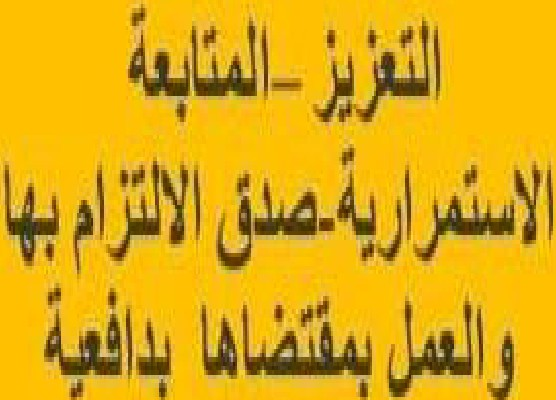 التعزيز –المتابعة
الاستمرارية-صدق الالتزام بها
والعمل بمقتضاها بدافعية